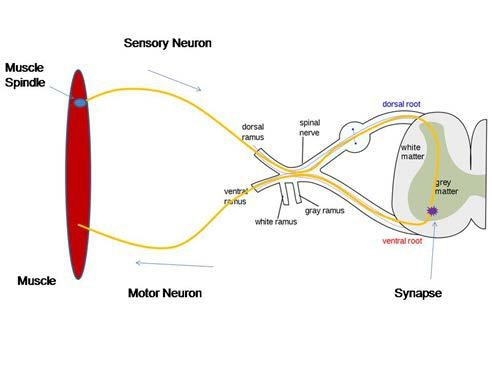 Sensory Neuron
Muscle
Spindle
dorsal root
dorsal
ramus
spinal
nerve
white
matter
grey
matter
ventral
ramus
gray ramus
white ramus
ventral root
Muscle
Motor Neuron
Synapse